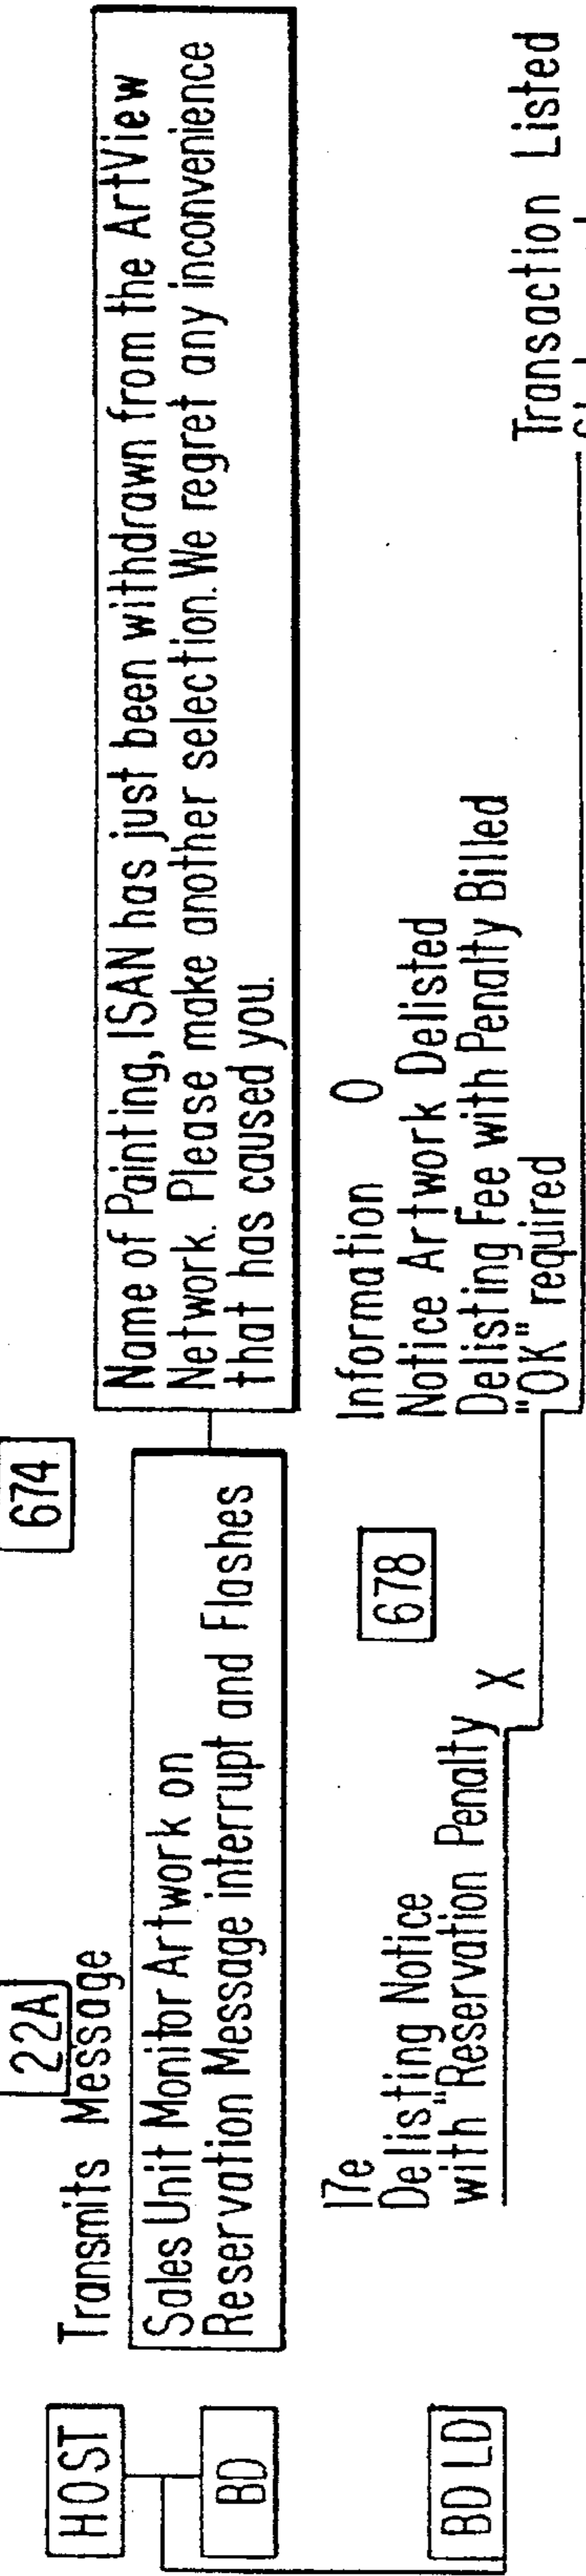 HOST
22A
674
Transmits Message
BD
Sales Unit Monitor Artwork on
Reservation Message interrupt and Flashes
Name of Painting, ISAN has just been withdrawn from the ArtView
Network. Please make another selection. We regret any inconvenience
that has caused you.
BD LD
17e
Delisting Notice
with "Reservation Penalty
X
678
Information O
Notice Artwork Delisted
Delisting Fee with Penalty Billed
"OK" required
Transaction Listed